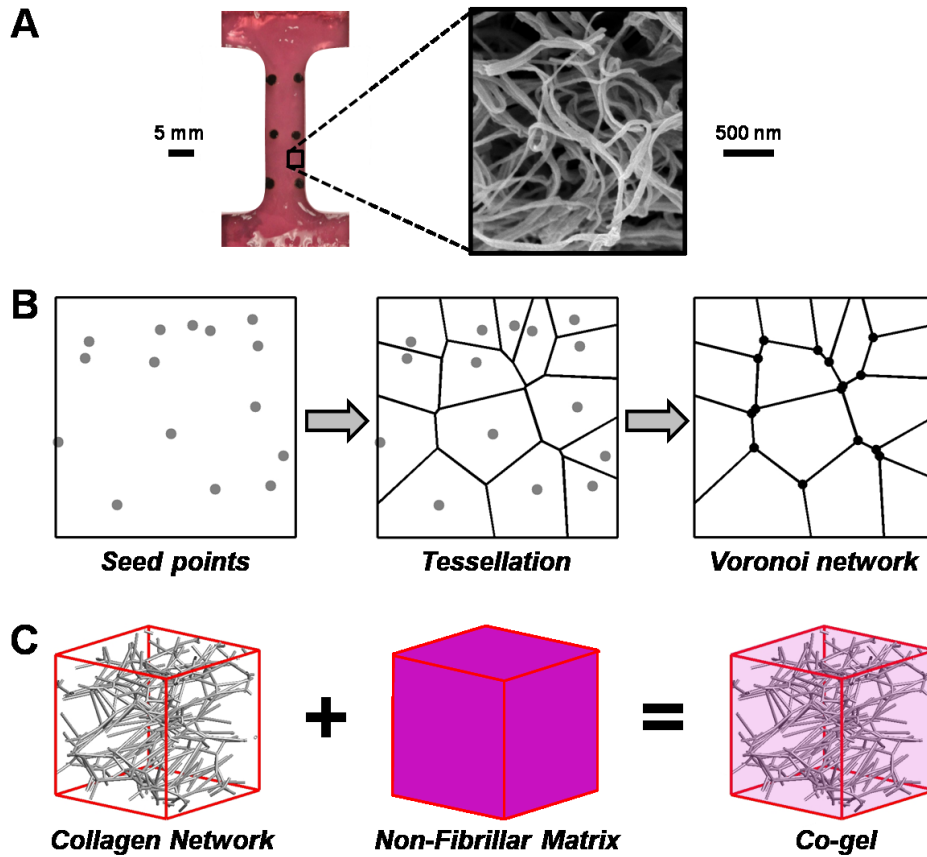 A
5 mm
500 nm
B
Seed points
Tessellation
Voronoi network
C
+
=
Collagen Network
Non-Fibrillar Matrix
Co-gel